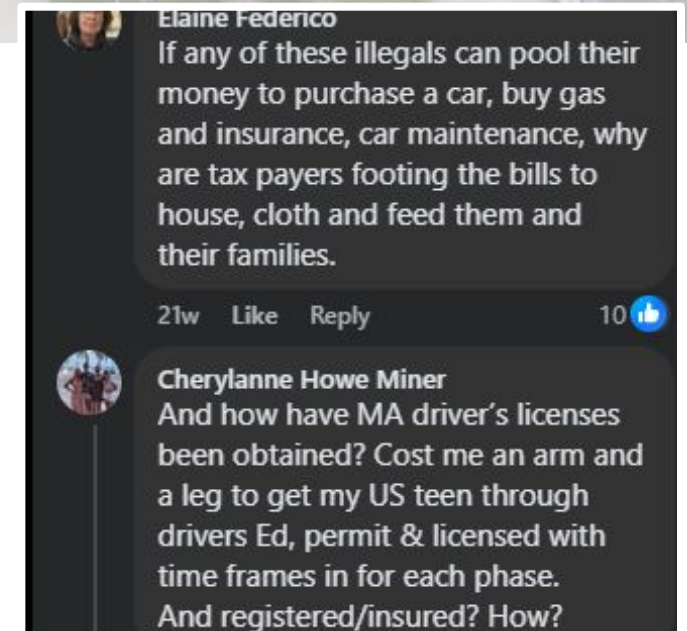 Elaine Federico
If any of these illegals can pool their
money to purchase a car, buy gas
and insurance, car maintenance, why
are tax payers footing the bills to
house, cloth and feed them and
their families.
21w Like Reply 10
Cherylanne Howe Miner
And how have MA driver’s licenses
been obtained? Cost me an arm and
a leg to get my US teen through
drivers Ed, permit & licensed with
time frames in for each phase.
And registered/insured? How?